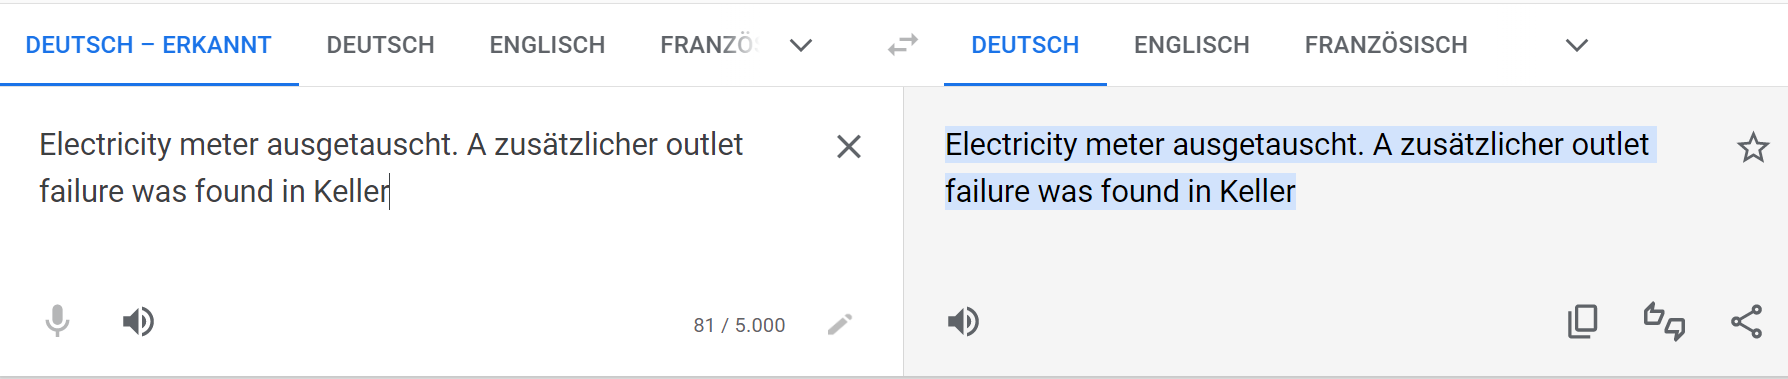 DEUTSCH – ERKANNT DEUTSCH ENGLISCH FRANZÖS DEUTSCH ENGLISCH FRANZÖSISCH
Electricity meter ausgetauscht. A zusätzlicher outlet
failure was found in Keller
81 / 5.000
Electricity meter ausgetauscht. A zusätzlicher outlet
failure was found in Keller